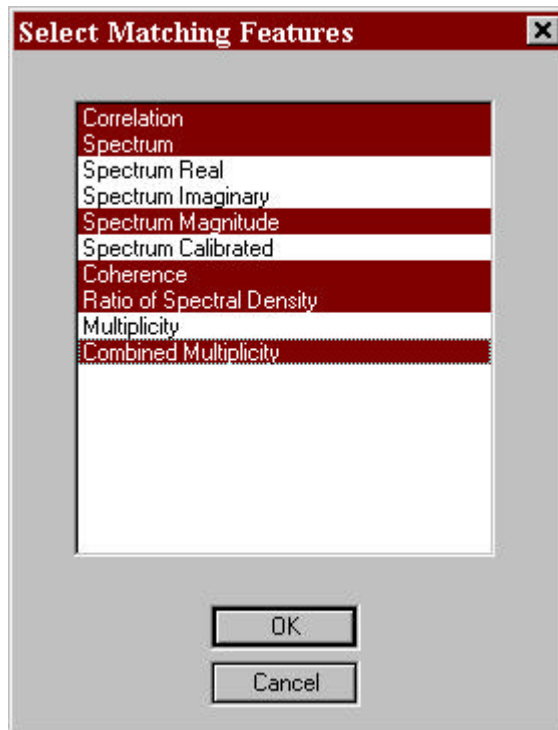 Select Matching Features
Correlation
Spectrum
Spectrum Real
Spectrum Imaginary
Spectrum Magnitude
Spectrum Calibrated
Coherence
Ratio of Spectral Density
Multiplicity
Combined Multiplicity
OK
Cancel